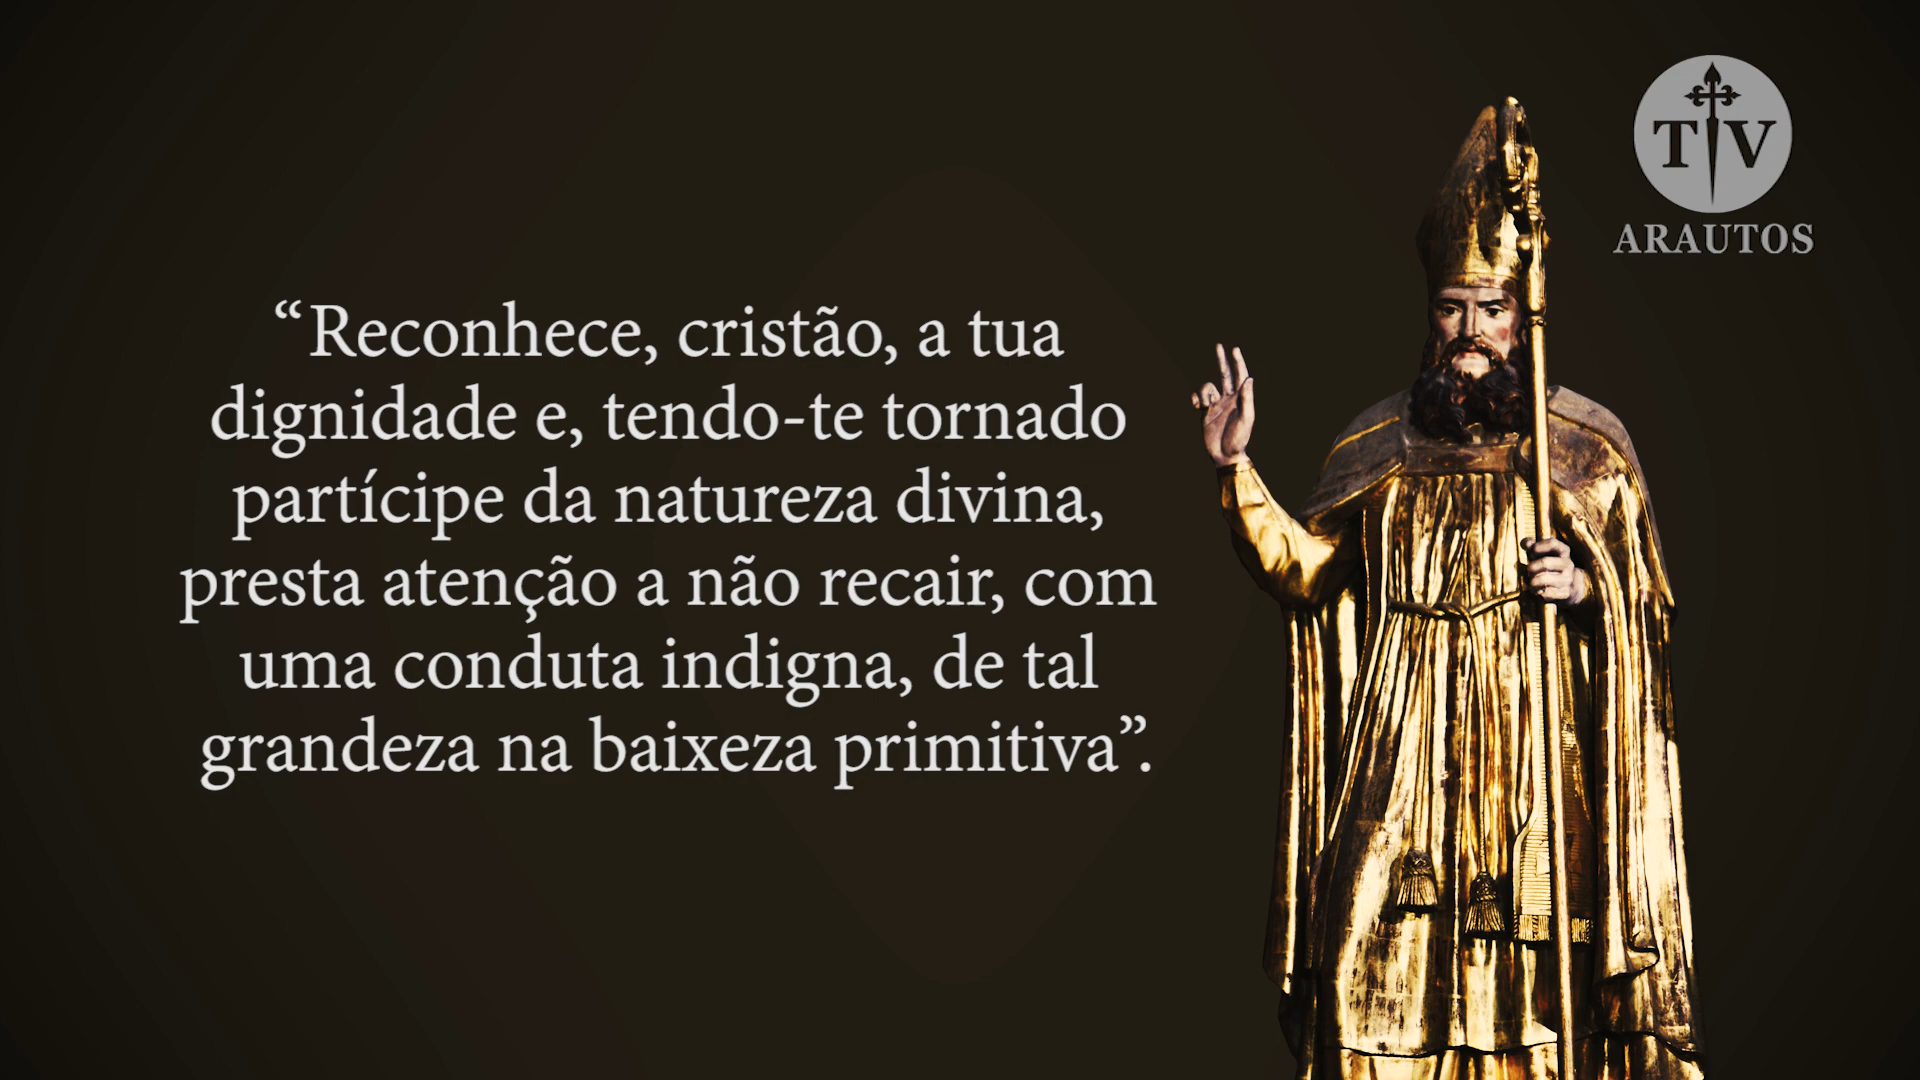 TV
ARAUTOS
“Reconhece, cristão, a tua
dignidade e, tendo-te tornado
partícipe da natureza divina,
presta atenção a não recair, com
uma conduta indigna, de tal
grandeza na baixeza primitiva”.